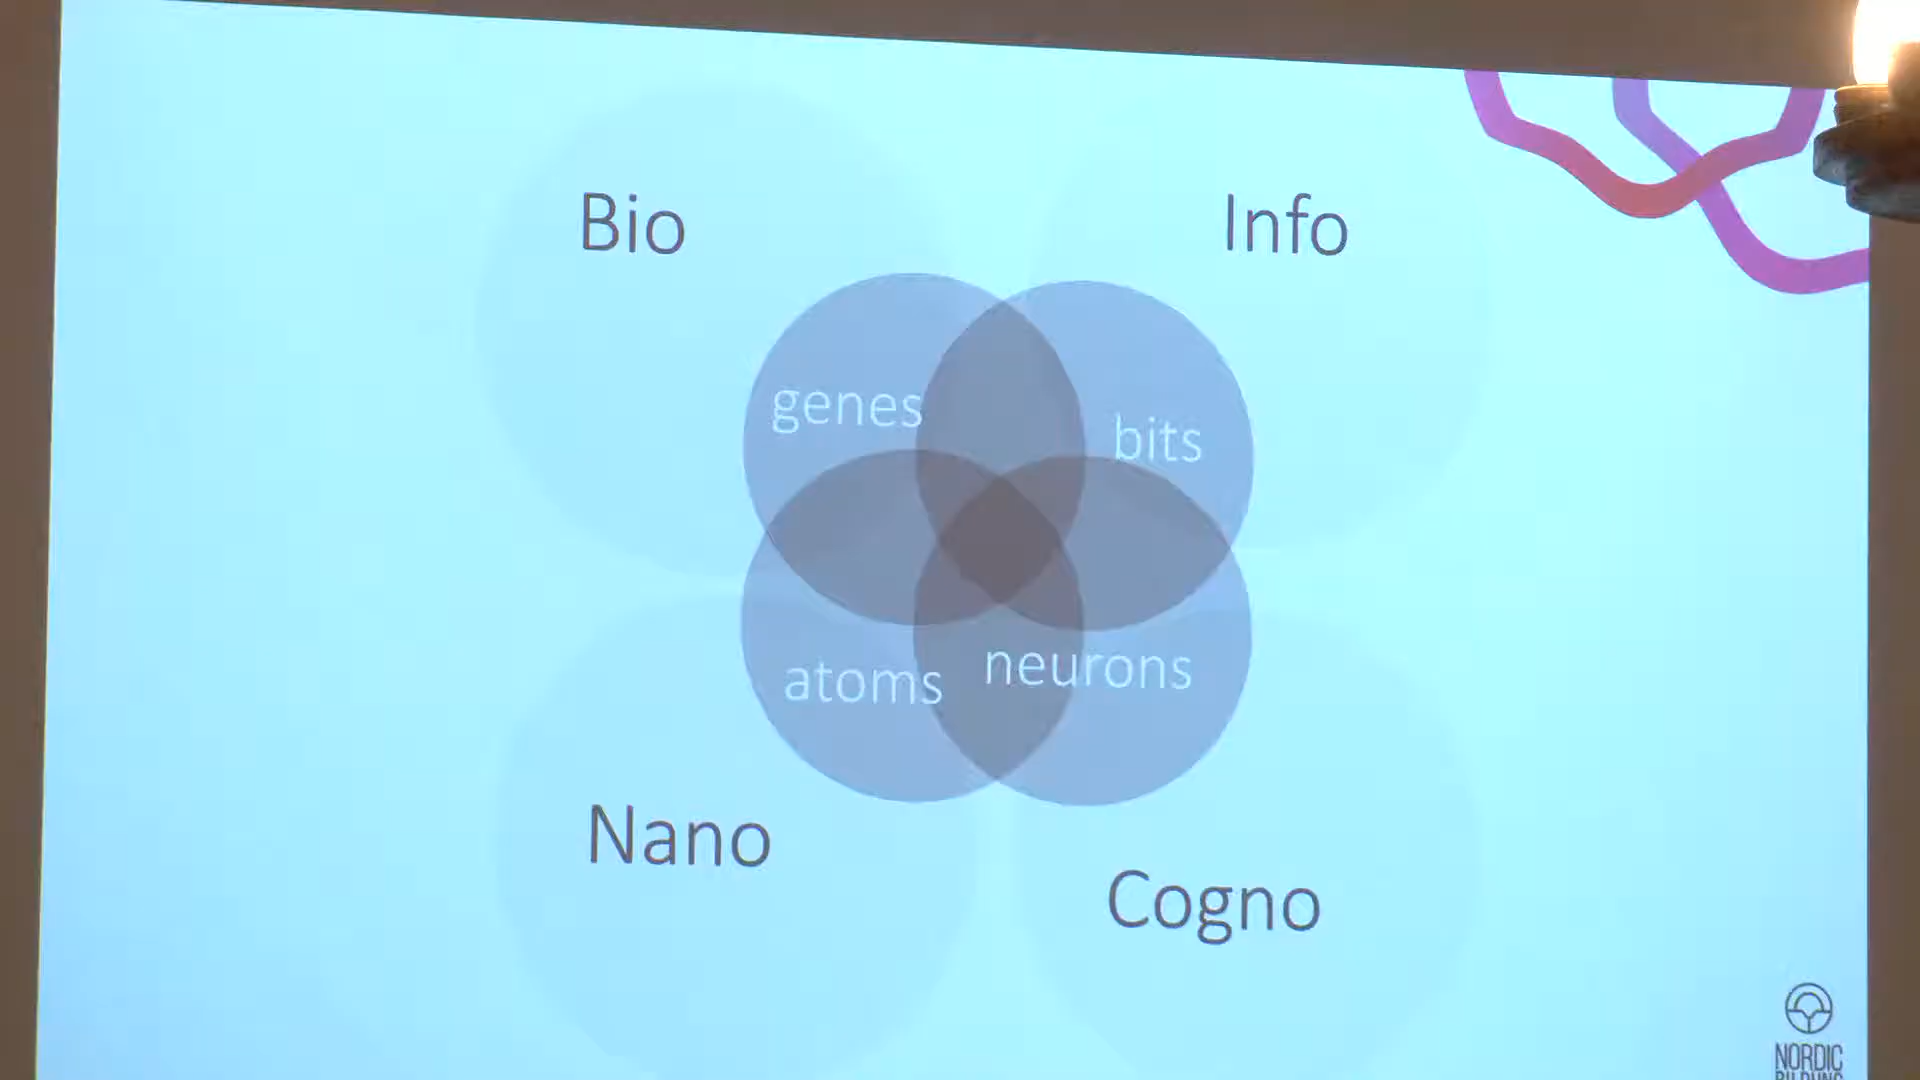 Bio
Info
genes
bits
atoms
neurons
Nano
Cogno
NORDIC